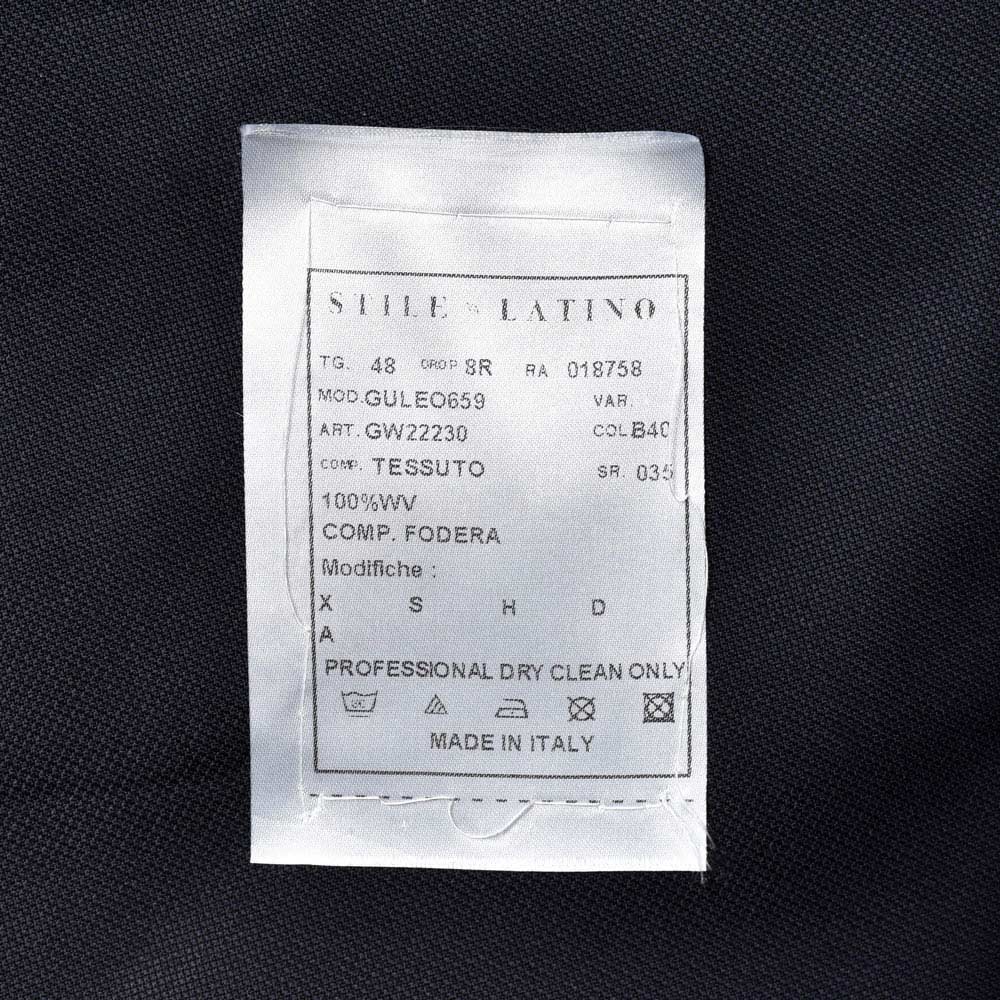 STILE LATINO
TG. 48 DROP 8R RA 018758
MOD.GULEO659 VAR.
ART.GW22230 COL.B40
COMP. TESSUTO SR. 035
100%WV
COMP. FODERA
Modifiche :
X S H D
A
PROFESSIONAL DRY CLEAN ONLY
MADE IN ITALY